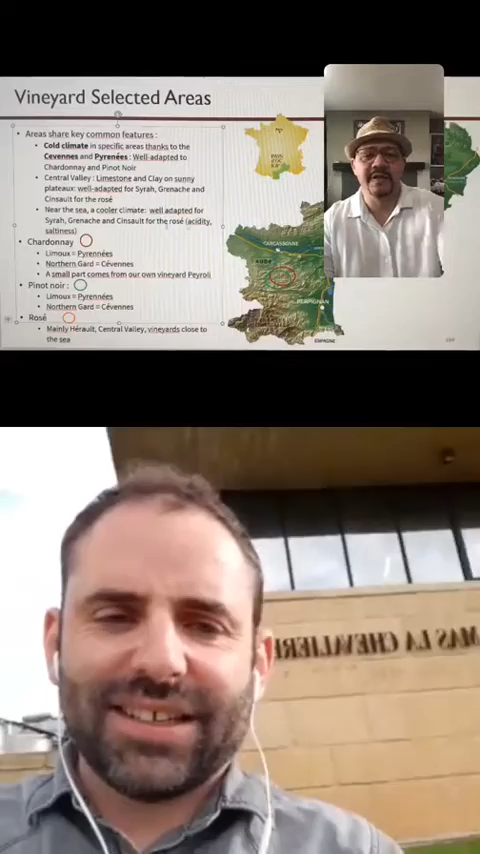 Vineyard Selected Areas
• Areas share key common features :
• Cold climate in specific areas thanks to the
Cevennes and Pyrenées : Well-adapted to
Chardonnay and Pinot Noir
• Central Valley : Limestone and Clay on sunny
plateaux: well-adapted for Syrah, Grenache and
Cinsault for the rosé
• Near the sea, a cooler climate: well adapted for
Syrah, Grenache and Cinsault for the rosé (acidity,
saltiness)
• Chardonnay
• Limoux = Pyrennées
• Northern Gard = Cévennes
• A small part comes from our own vineyard Peyroli
• Pinot noir :
• Limoux = Pyrennées
• Northern Gard = Cévennes
• Rosé
• Mainly Hérault, Central Valley, vineyards close to
the sea
PAYS
D'OC
CARCASSONNE
AUDE
PERPIGNAN
ESPAGNE
MAS LA CHEVALIERE